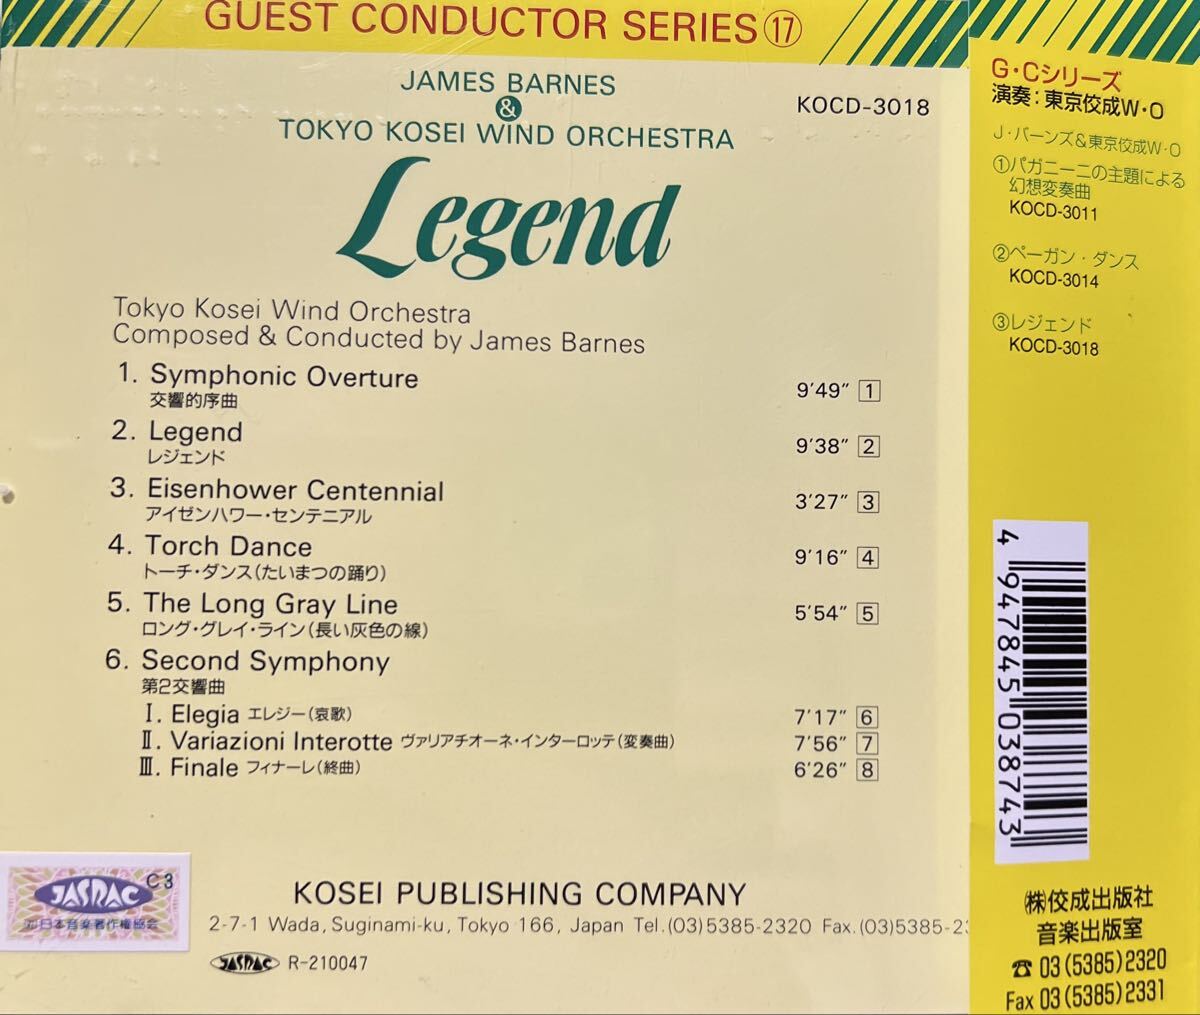 GUEST CONDUCTOR SERIES⑰
JAMES BARNES
&
TOKYO KOSEI WIND ORCHESTRA
KOCD-3018
Legend
Tokyo Kosei Wind Orchestra
Composed & Conducted by James Barnes
1. Symphonic Overture 9'49" 1
交響的序曲
2. Legend 9'38" 2
レジェンド
3. Eisenhower Centennial 3'27" 3
アイゼンハワー・センテニアル
4. Torch Dance 9'16" 4
トーチ・ダンス(たいまつの踊り)
5. The Long Gray Line 5'54" 5
ロング・グレイ・ライン(長い灰色の線)
6. Second Symphony
第2交響曲
Ⅰ. Elegia エレジー(哀歌) 7'17" 6
Ⅱ. Variazioni Interotte ヴァリアチオーネ・インターロッテ(変奏曲) 7'56" 7
Ⅲ. Finale フィナーレ(終曲) 6'26" 8
JASRAC C3
㈳日本音楽著作権協会
KOSEI PUBLISHING COMPANY
2-7-1 Wada, Suginami-ku, Tokyo 166, Japan Tel.(03)5385-2320 Fax.(03)5385-23
JASRAC R-210047
G・Cシリーズ
演奏:東京佼成W・O
J・バーンズ&東京佼成W・O
①パガニーニの主題による
幻想変奏曲
KOCD-3011
②ペーガン・ダンス
KOCD-3014
③レジェンド
KOCD-3018
4 947845 038743
㈱佼成出版社
音楽出版室
☎ 03(5385)2320
Fax 03(5385)2331